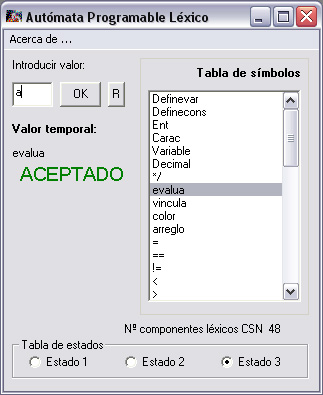 Autómata Programable Léxico
Acerca de ...
Introducir valor:
a
OK
R
Valor temporal:
evalua
ACEPTADO
Tabla de símbolos
Definevar
Definecons
Ent
Carac
Variable
Decimal
*/
evalua
vincula
color
arreglo
=
==
!=
<
>
Nº componentes léxicos CSN 48
Tabla de estados
Estado 1
Estado 2
Estado 3